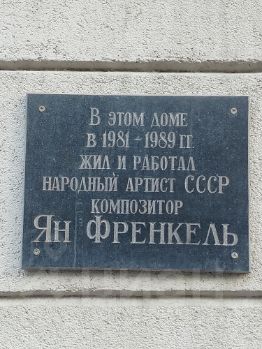 В этом доме
в 1981-1989 гг.
жил и работал
народный артист СССР
композитор
Ян Френкель